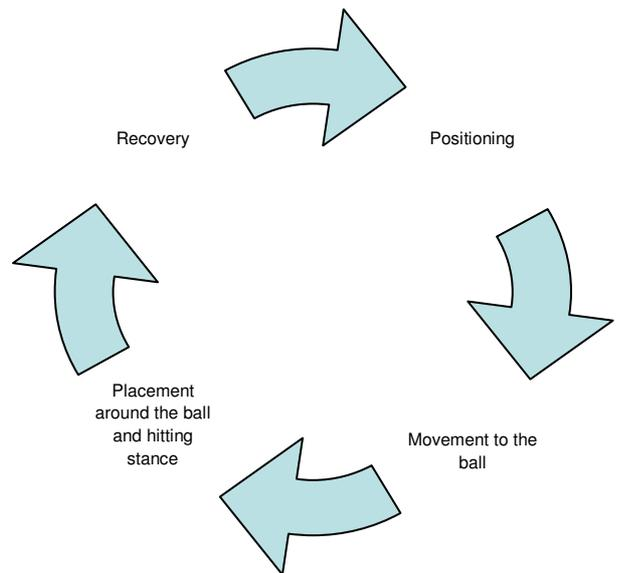 Recovery
Positioning
Placement
around the ball
and hitting
stance
Movement to the
ball